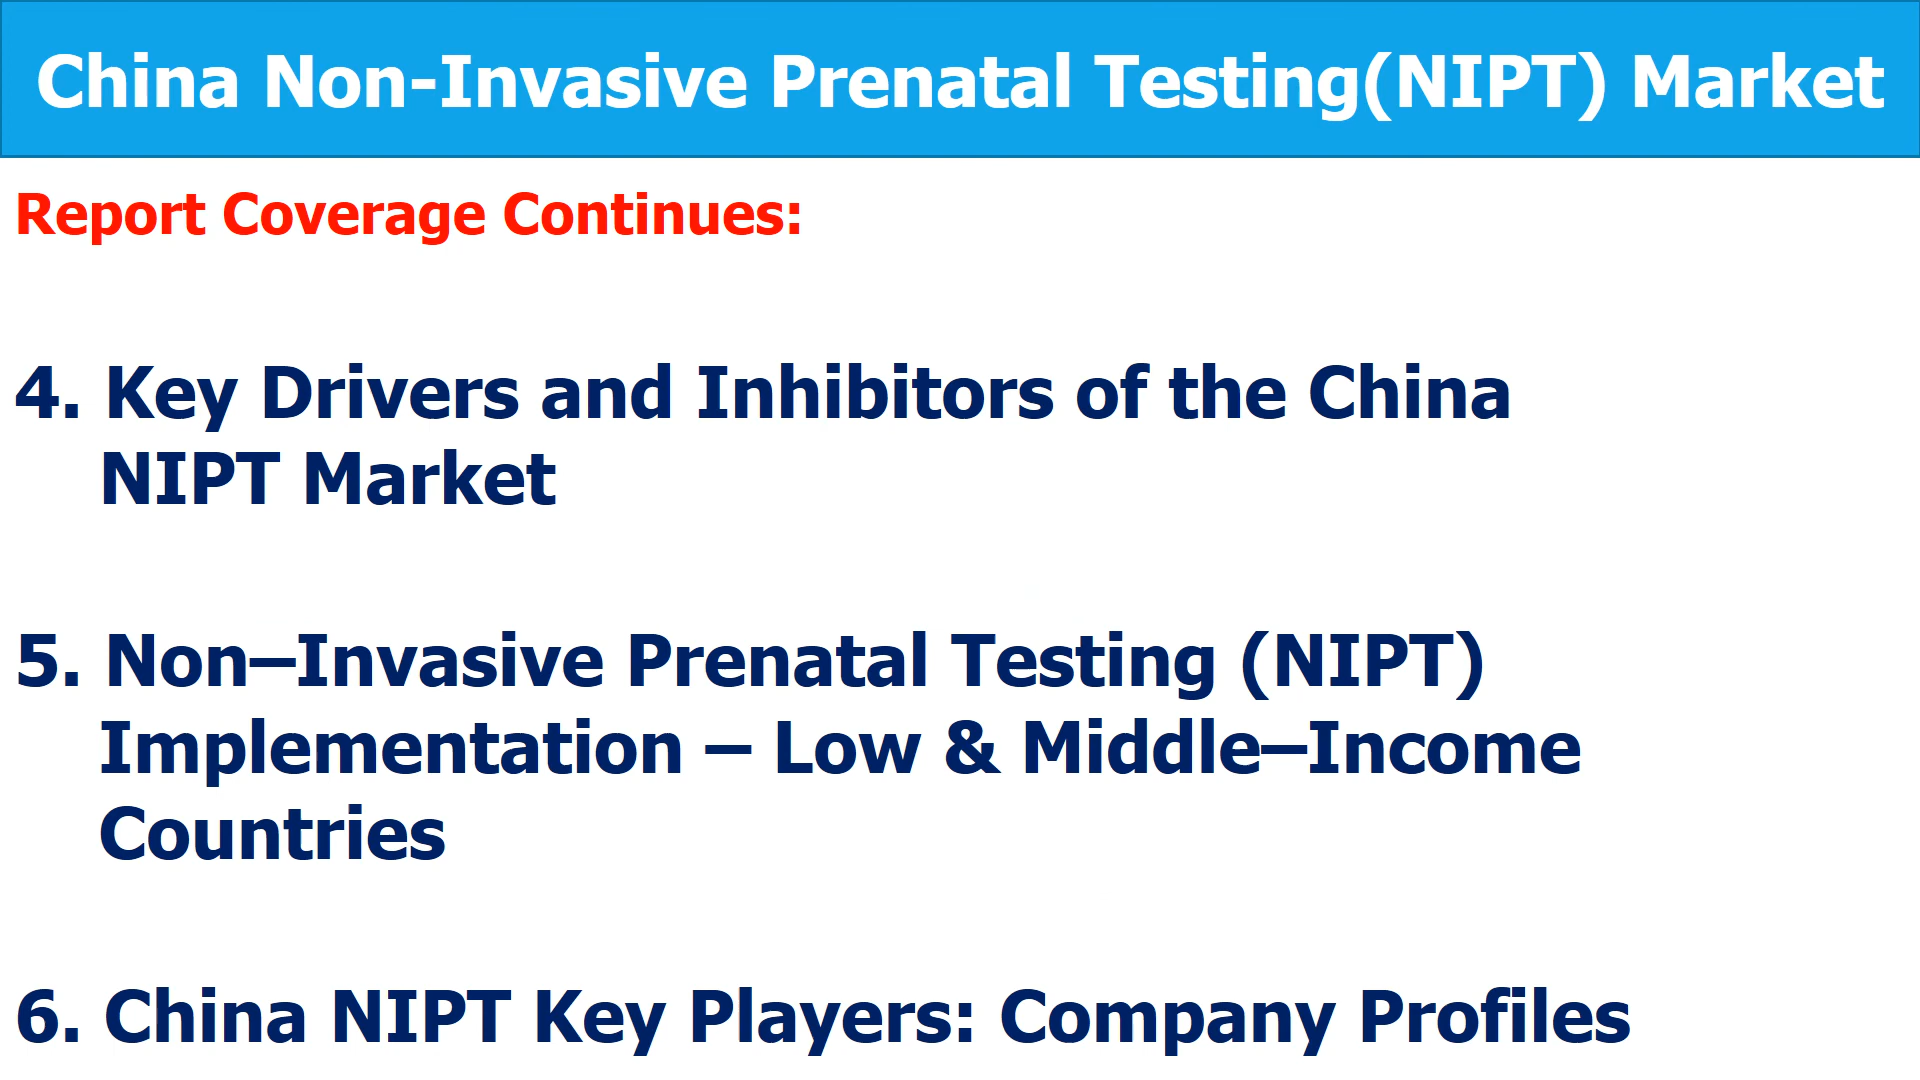 China Non-Invasive Prenatal Testing(NIPT) Market
Report Coverage Continues:
4. Key Drivers and Inhibitors of the China
NIPT Market
5. Non–Invasive Prenatal Testing (NIPT)
Implementation – Low & Middle–Income
Countries
6. China NIPT Key Players: Company Profiles